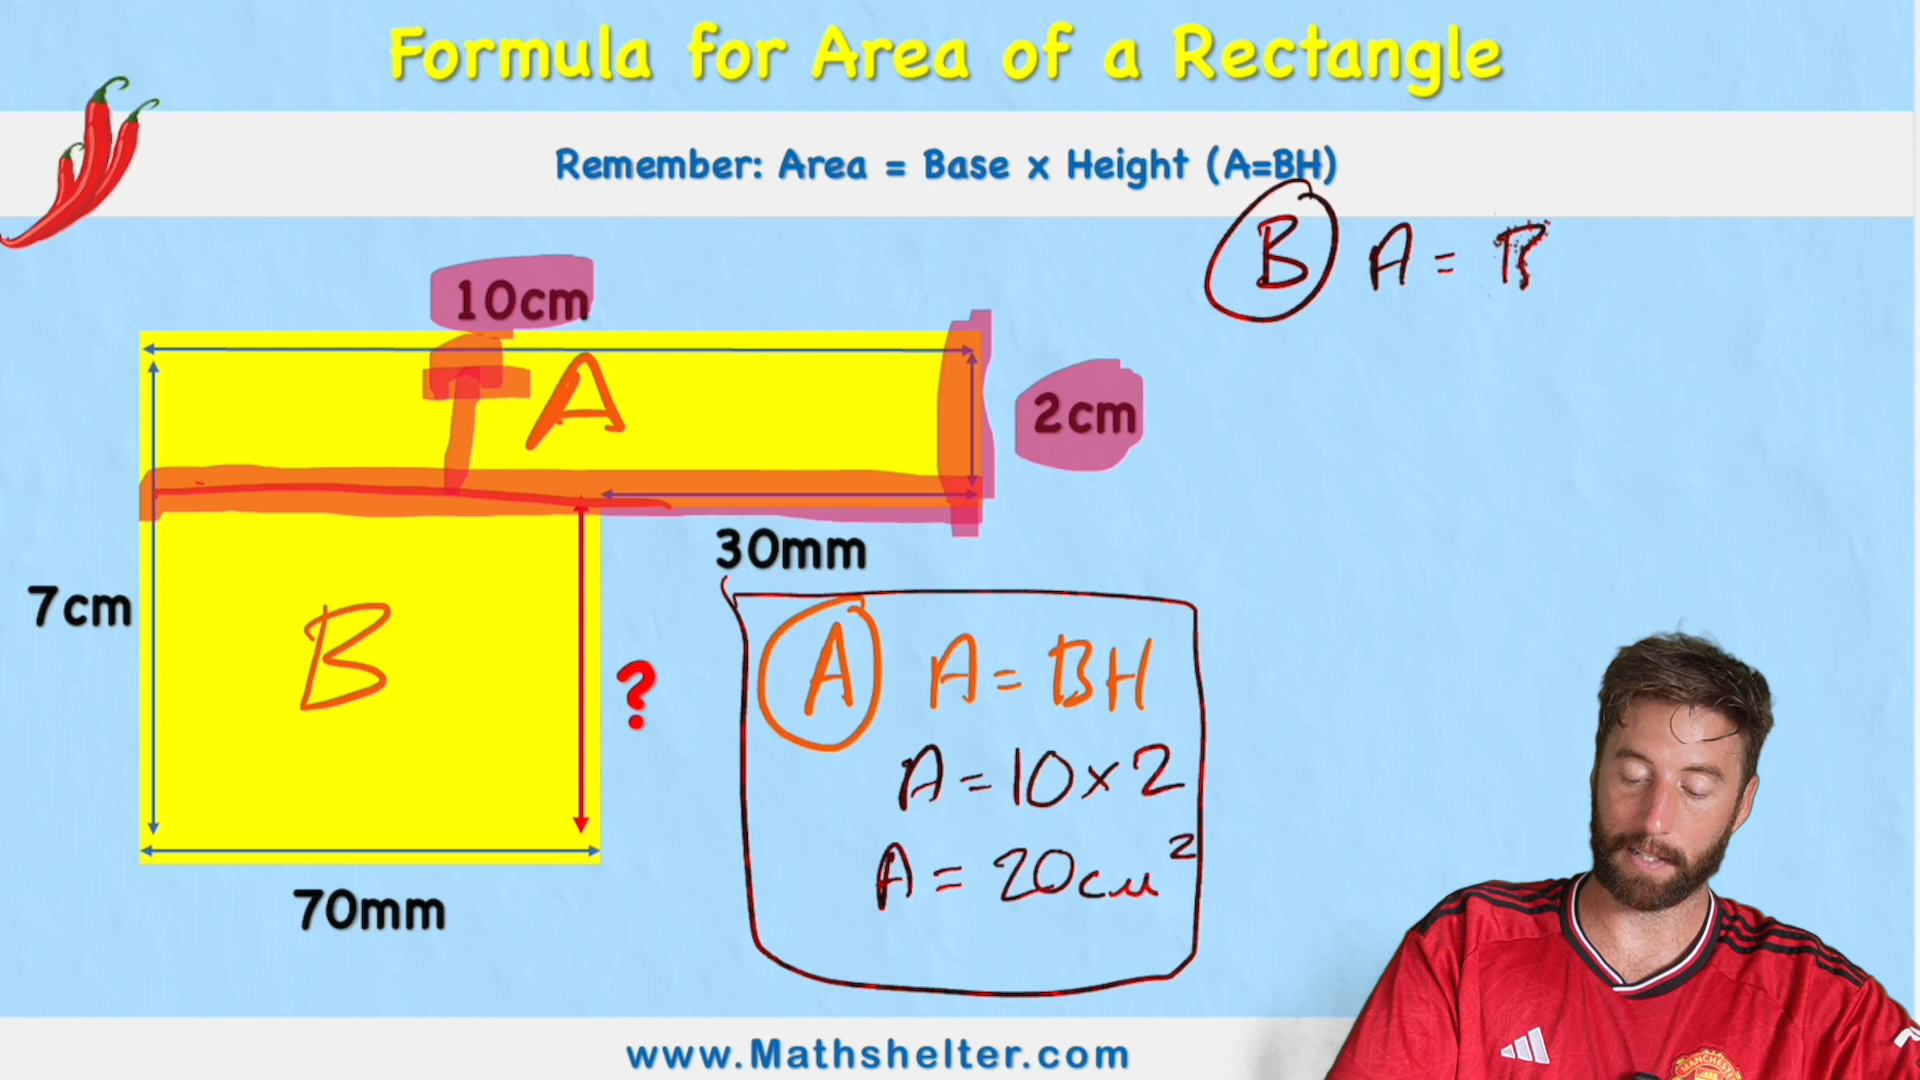 Formula for Area of a Rectangle
Remember: Area = Base x Height (A=BH)
B A = B
10cm
A
2cm
30mm
7cm
B
?
A A = BH
A = 10 x 2
A = 20cm²
70mm
www.Mathshelter.com
MANCHESTER